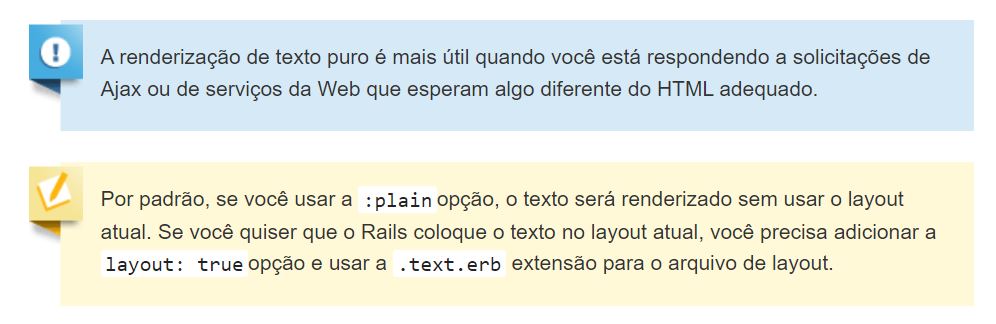 A renderização de texto puro é mais útil quando você está respondendo a solicitações de
Ajax ou de serviços da Web que esperam algo diferente do HTML adequado.
Por padrão, se você usar a :plain opção, o texto será renderizado sem usar o layout
atual. Se você quiser que o Rails coloque o texto no layout atual, você precisa adicionar a
layout: true opção e usar a .text.erb extensão para o arquivo de layout.